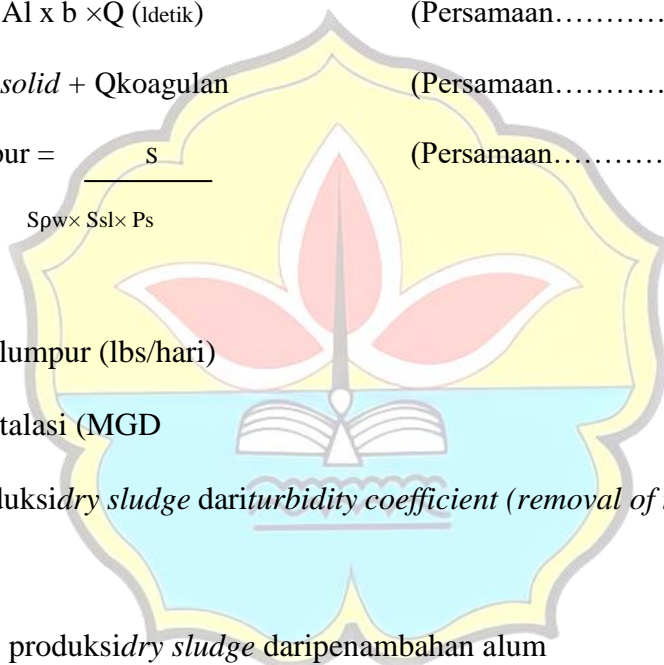 Al x b ×Q (ldetik) (Persamaan…………
solid + Qkoagulan (Persamaan…………
pur = S (Persamaan…………
Sρw× Ssl× Ps
lumpur (lbs/hari)
talasi (MGD
duksidry sludge dariturbidity coefficient (removal of
produksidry sludge daripenambahan alum